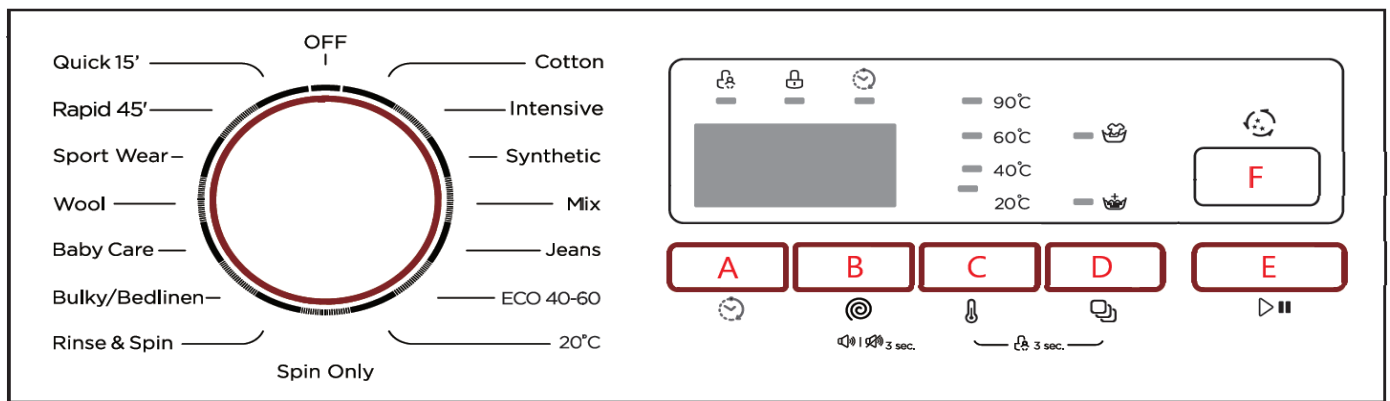 OFF
Quick 15'
Rapid 45'
Sport Wear
Wool
Baby Care
Bulky/Bedlinen
Rinse & Spin
Spin Only
Cotton
Intensive
Synthetic
Mix
Jeans
ECO 40-60
20°C
90°C
60°C
40°C
20°C
F
A
B
C
D
E
3 sec.
3 sec.